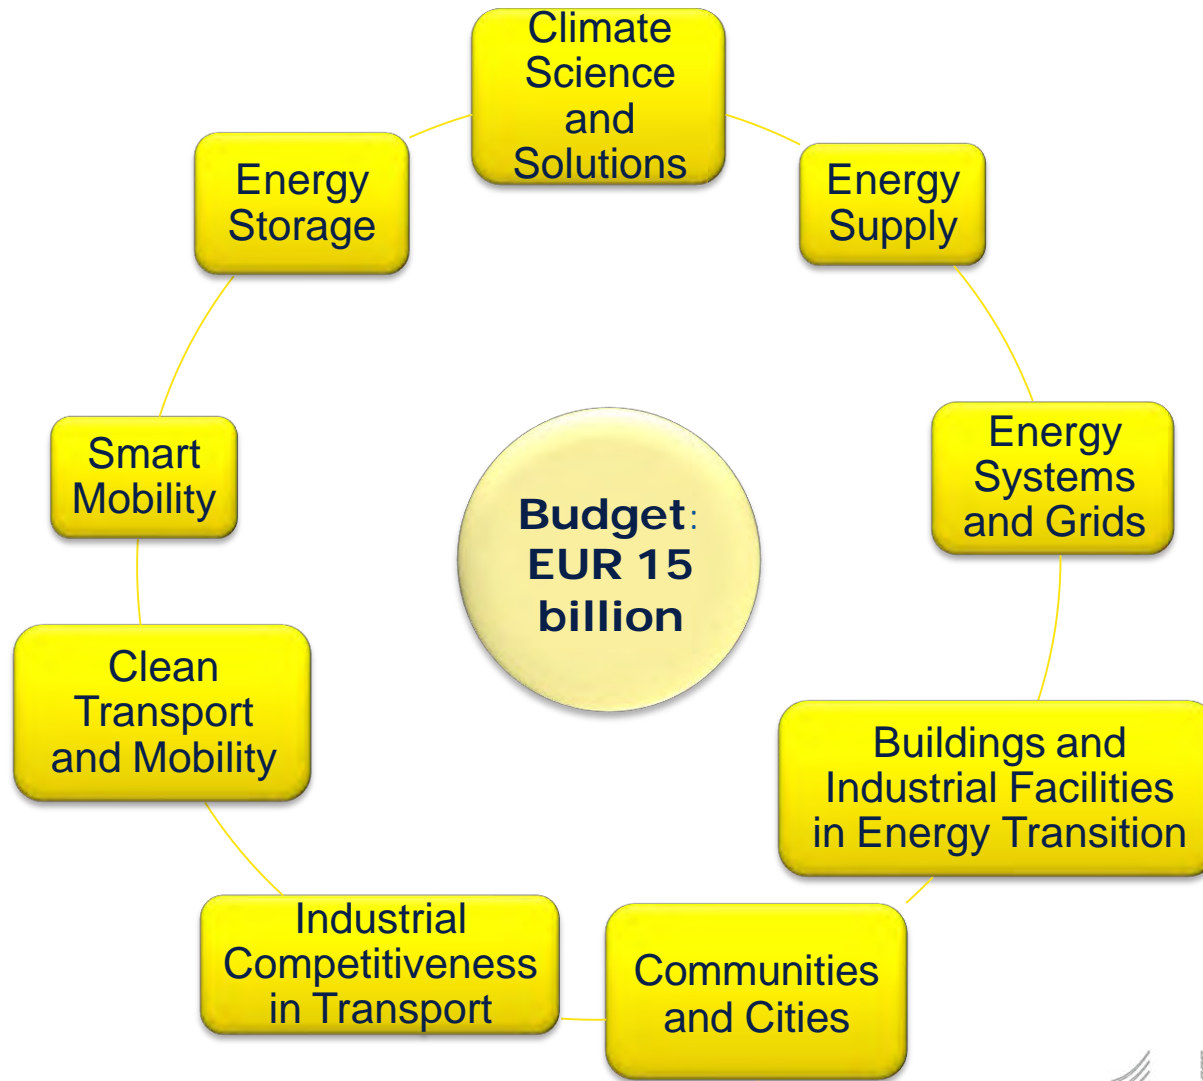 Climate
Science
and
Solutions
Energy
Supply
Energy
Systems
and Grids
Buildings and
Industrial Facilities
in Energy Transition
Communities
and Cities
Industrial
Competitiveness
in Transport
Clean
Transport
and Mobility
Smart
Mobility
Energy
Storage
Budget:
EUR 15
billion